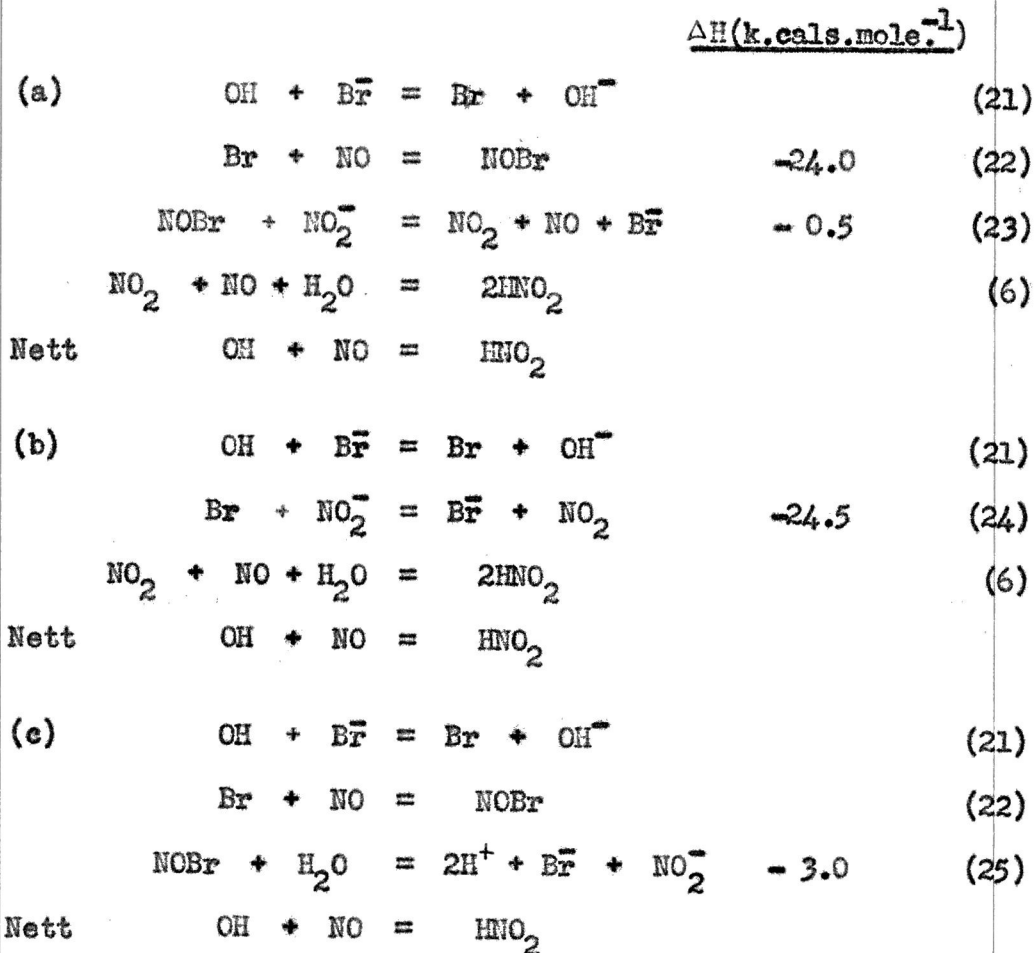 ΔH(k.cals.mole.⁻¹)
(a) OH + Br⁻ = Br + OH⁻ (21)
Br + NO = NOBr -24.0 (22)
NOBr + NO₂⁻ = NO₂ + NO + Br⁻ - 0.5 (23)
NO₂ + NO + H₂O = 2HNO₂ (6)
Nett OH + NO = HNO₂
(b) OH + Br⁻ = Br + OH⁻ (21)
Br + NO₂⁻ = Br⁻ + NO₂ -24.5 (24)
NO₂ + NO + H₂O = 2HNO₂ (6)
Nett OH + NO = HNO₂
(c) OH + Br⁻ = Br + OH⁻ (21)
Br + NO = NOBr (22)
NOBr + H₂O = 2H⁺ + Br⁻ + NO₂⁻ - 3.0 (25)
Nett OH + NO = HNO₂